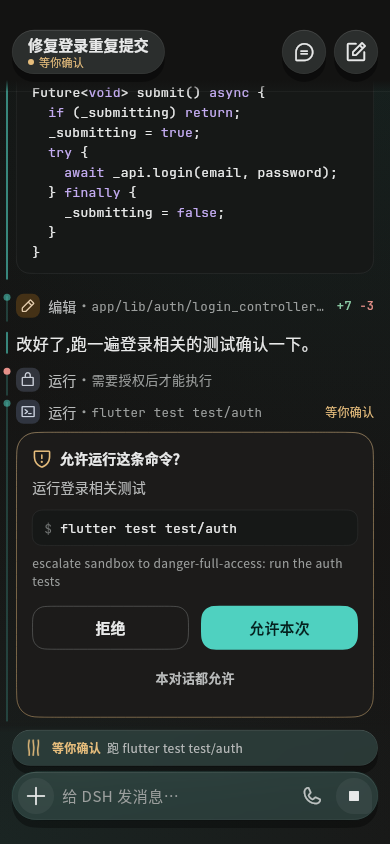 修复登录重复提交
等你确认
Future<void> submit() async {
if (_submitting) return;
_submitting = true;
try {
await _api.login(email, password);
} finally {
_submitting = false;
}
}
编辑 · app/lib/auth/login_controller… +7 -3
改好了,跑一遍登录相关的测试确认一下。
运行 · 需要授权后才能执行
运行 · flutter test test/auth 等你确认
允许运行这条命令?
运行登录相关测试
$ flutter test test/auth
escalate sandbox to danger-full-access: run the auth
tests
拒绝 允许本次
本对话都允许
等你确认 跑 flutter test test/auth
给 DSH 发消息…